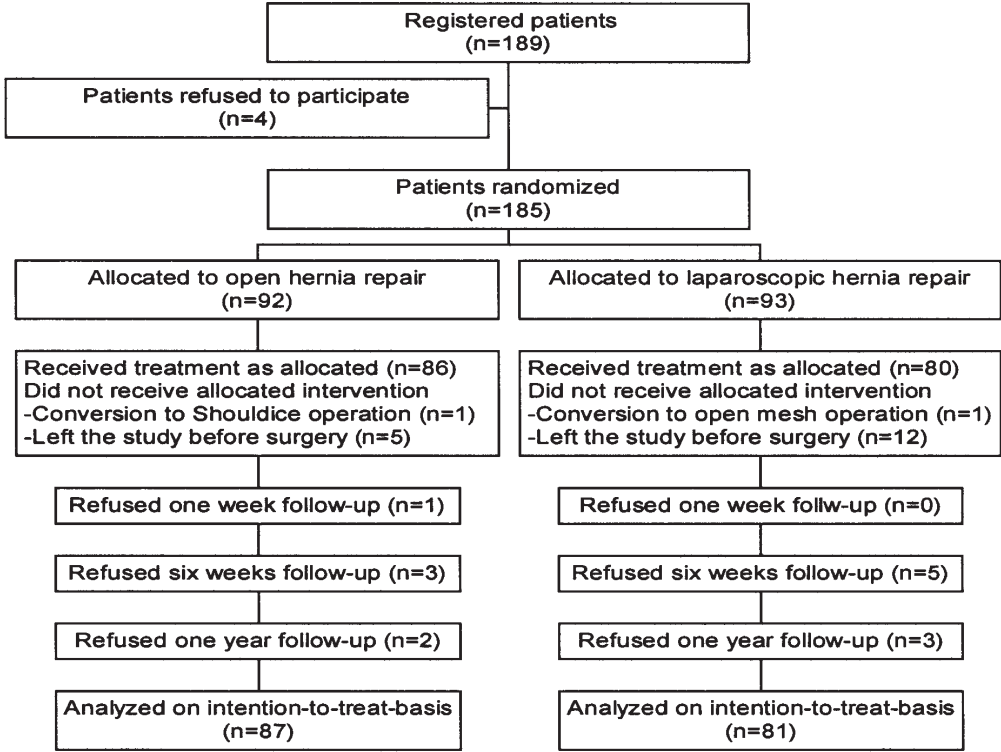 Registered patients
(n=189)
Patients refused to participate
(n=4)
Patients randomized
(n=185)
Allocated to open hernia repair
(n=92)
Allocated to laparoscopic hernia repair
(n=93)
Received treatment as allocated (n=86)
Did not receive allocated intervention
-Conversion to Shouldice operation (n=1)
-Left the study before surgery (n=5)
Received treatment as allocated (n=80)
Did not receive allocated intervention
-Conversion to open mesh operation (n=1)
-Left the study before surgery (n=12)
Refused one week follow-up (n=1)
Refused one week follw-up (n=0)
Refused six weeks follow-up (n=3)
Refused six weeks follow-up (n=5)
Refused one year follow-up (n=2)
Refused one year follow-up (n=3)
Analyzed on intention-to-treat-basis
(n=87)
Analyzed on intention-to-treat-basis
(n=81)